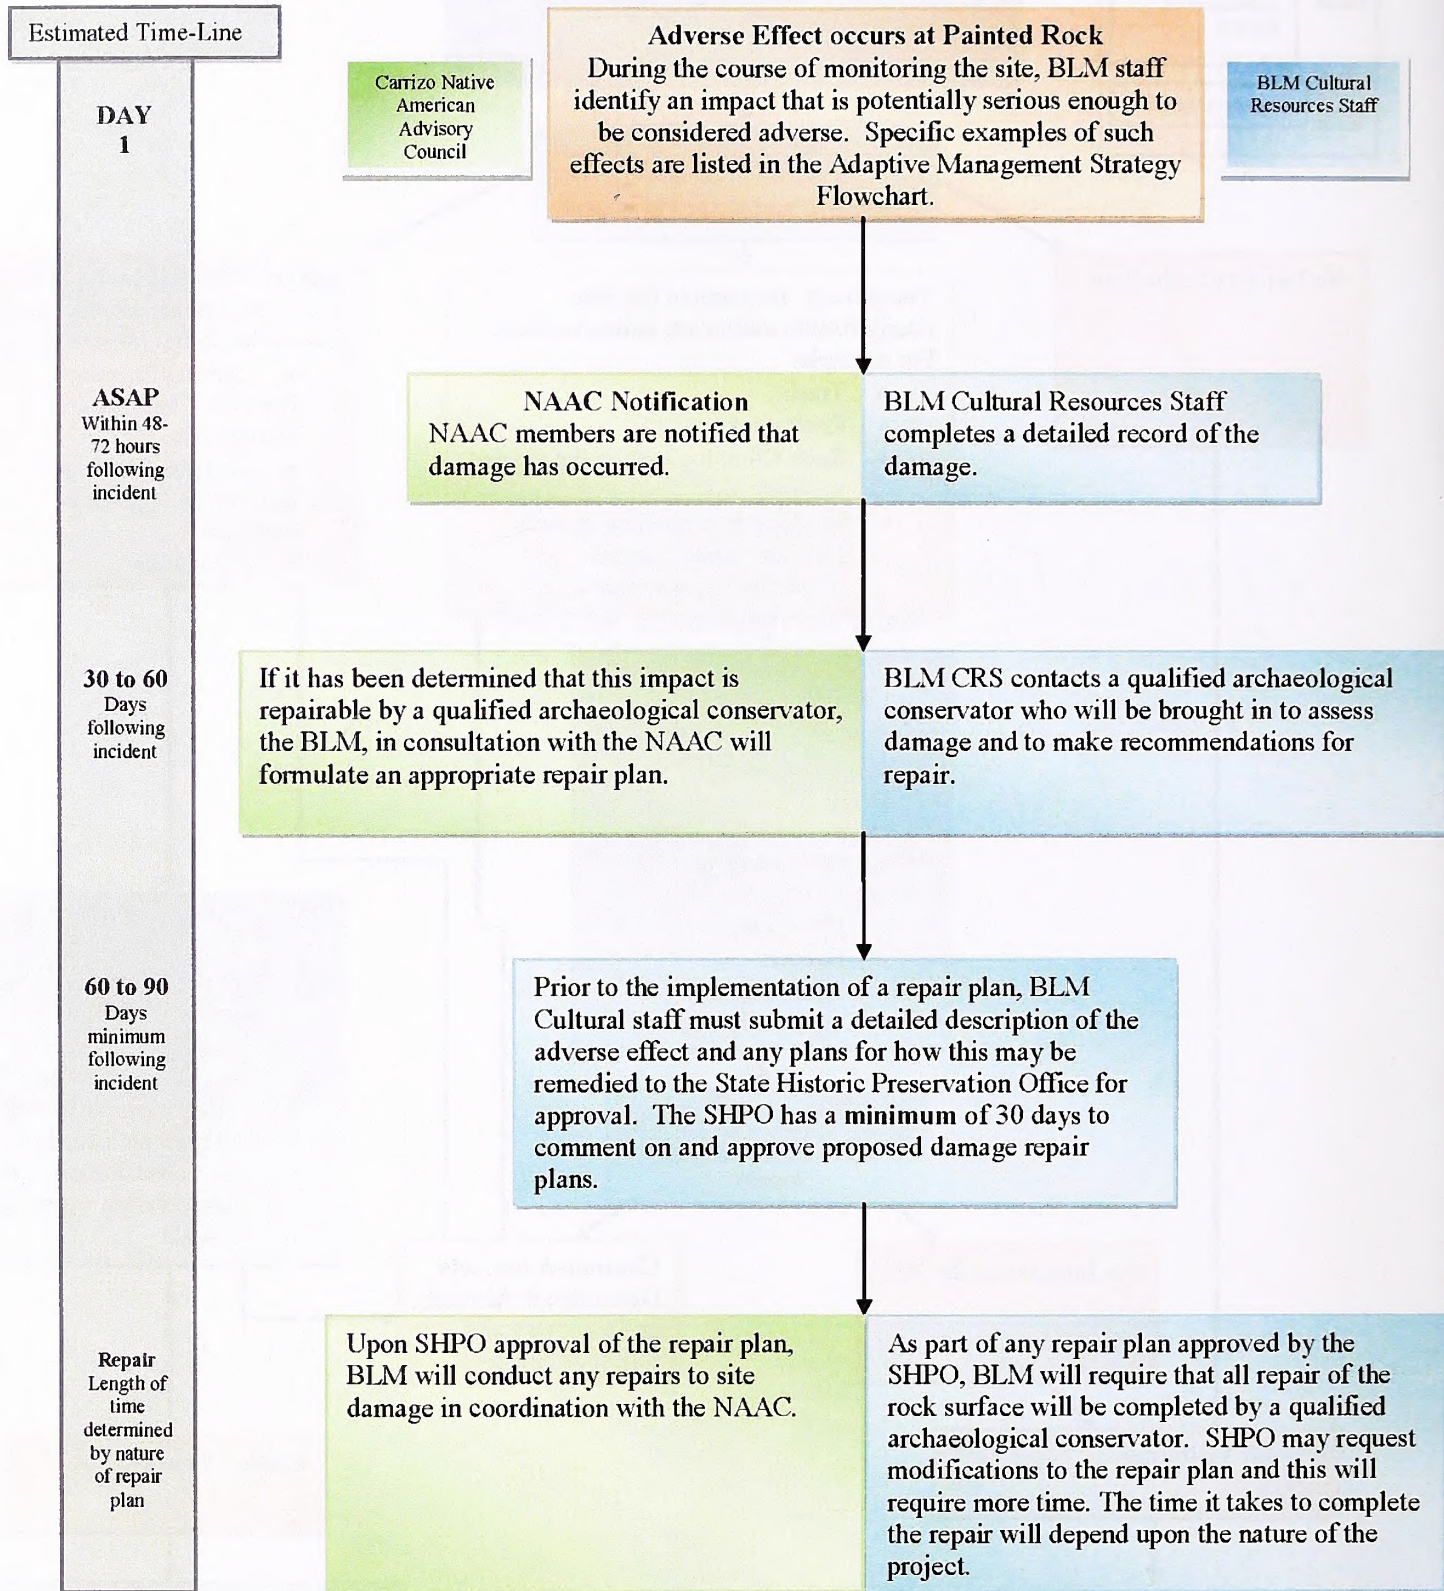 Estimated Time-Line
DAY
1
Carrizo Native
American
Advisory
Council
Adverse Effect occurs at Painted Rock
During the course of monitoring the site, BLM staff
identify an impact that is potentially serious enough to
be considered adverse.  Specific examples of such
effects are listed in the Adaptive Management Strategy
Flowchart.
BLM Cultural
Resources Staff
ASAP
Within 48-
72 hours
following
incident
NAAC Notification
NAAC members are notified that
damage has occurred.
BLM Cultural Resources Staff
completes a detailed record of the
damage.
30 to 60
Days
following
incident
If it has been determined that this impact is
repairable by a qualified archaeological conservator,
the BLM, in consultation with the NAAC will
formulate an appropriate repair plan.
BLM CRS contacts a qualified archaeological
conservator who will be brought in to assess
damage and to make recommendations for
repair.
60 to 90
Days
minimum
following
incident
Prior to the implementation of a repair plan, BLM
Cultural staff must submit a detailed description of the
adverse effect and any plans for how this may be
remedied to the State Historic Preservation Office for
approval.  The SHPO has a minimum of 30 days to
comment on and approve proposed damage repair
plans.
Repair
Length of
time
determined
by nature
of repair
plan
Upon SHPO approval of the repair plan,
BLM will conduct any repairs to site
damage in coordination with the NAAC.
As part of any repair plan approved by the
SHPO, BLM will require that all repair of the
rock surface will be completed by a qualified
archaeological conservator.  SHPO may request
modifications to the repair plan and this will
require more time. The time it takes to complete
the repair will depend upon the nature of the
project.